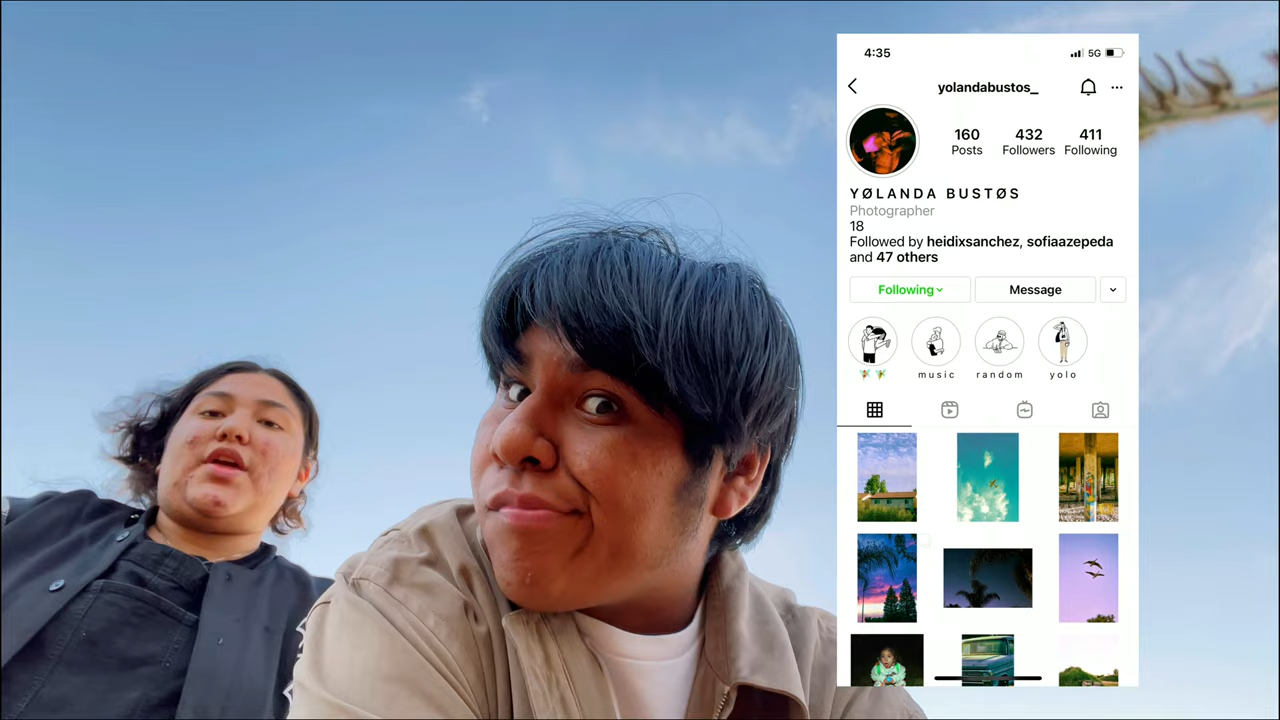 4:35
5G
yolandabustos_
160 432 411
Posts Followers Following
YØLANDA BUSTØS
Photographer
18
Followed by heidixsanchez, sofiaazepeda
and 47 others
Following Message
music random yolo